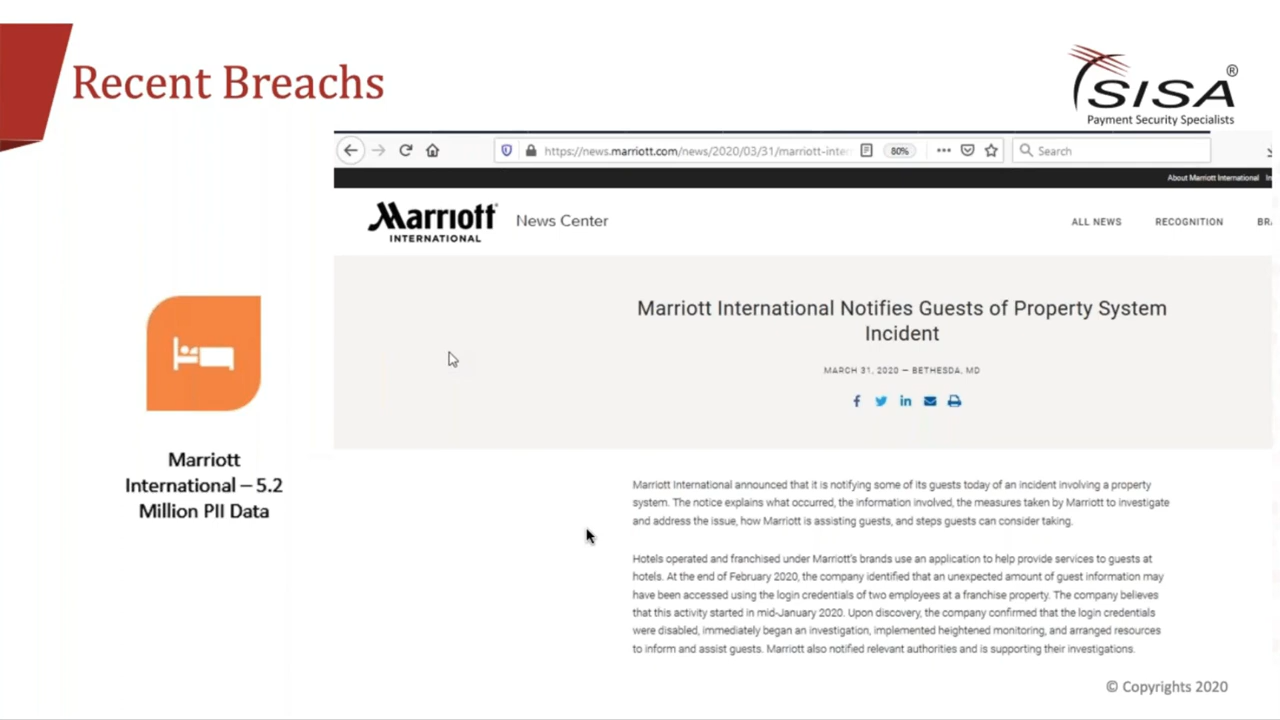 Recent Breachs
SISA®
Payment Security Specialists
https://news.marriott.com/news/2020/03/31/marriott-inte
80%
Search
About Marriott International
Marriott
INTERNATIONAL
News Center
ALL NEWS
RECOGNITION
Marriott International Notifies Guests of Property System
Incident
MARCH 31, 2020 – BETHESDA, MD
Marriott International announced that it is notifying some of its guests today of an incident involving a property
system. The notice explains what occurred, the information involved, the measures taken by Marriott to investigate
and address the issue, how Marriott is assisting guests, and steps guests can consider taking.
Hotels operated and franchised under Marriott's brands use an application to help provide services to guests at
hotels. At the end of February 2020, the company identified that an unexpected amount of guest information may
have been accessed using the login credentials of two employees at a franchise property. The company believes
that this activity started in mid-January 2020. Upon discovery, the company confirmed that the login credentials
were disabled, immediately began an investigation, implemented heightened monitoring, and arranged resources
to inform and assist guests. Marriott also notified relevant authorities and is supporting their investigations.
Marriott
International – 5.2
Million PII Data
© Copyrights 2020